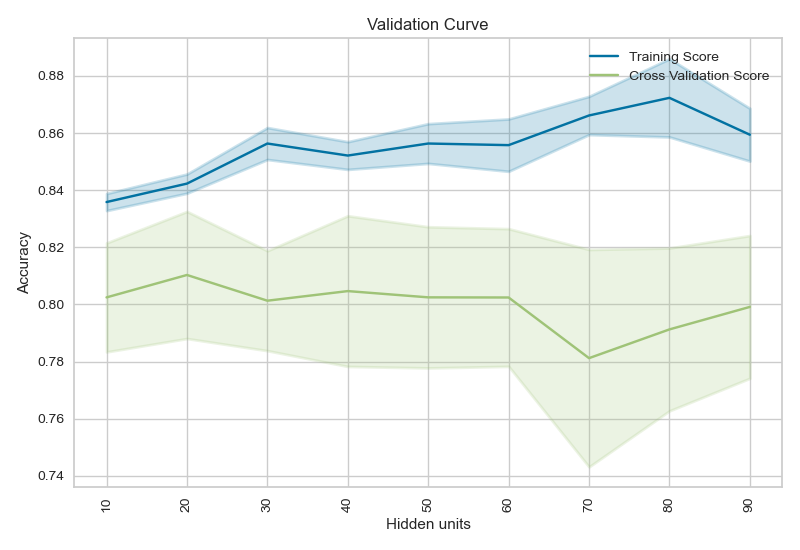 Validation Curve
Training Score
Cross Validation Score
0.88
0.86
0.84
0.82
0.80
0.78
0.76
0.74
Accuracy
10 20 30 40 50 60 70 80 90
Hidden units